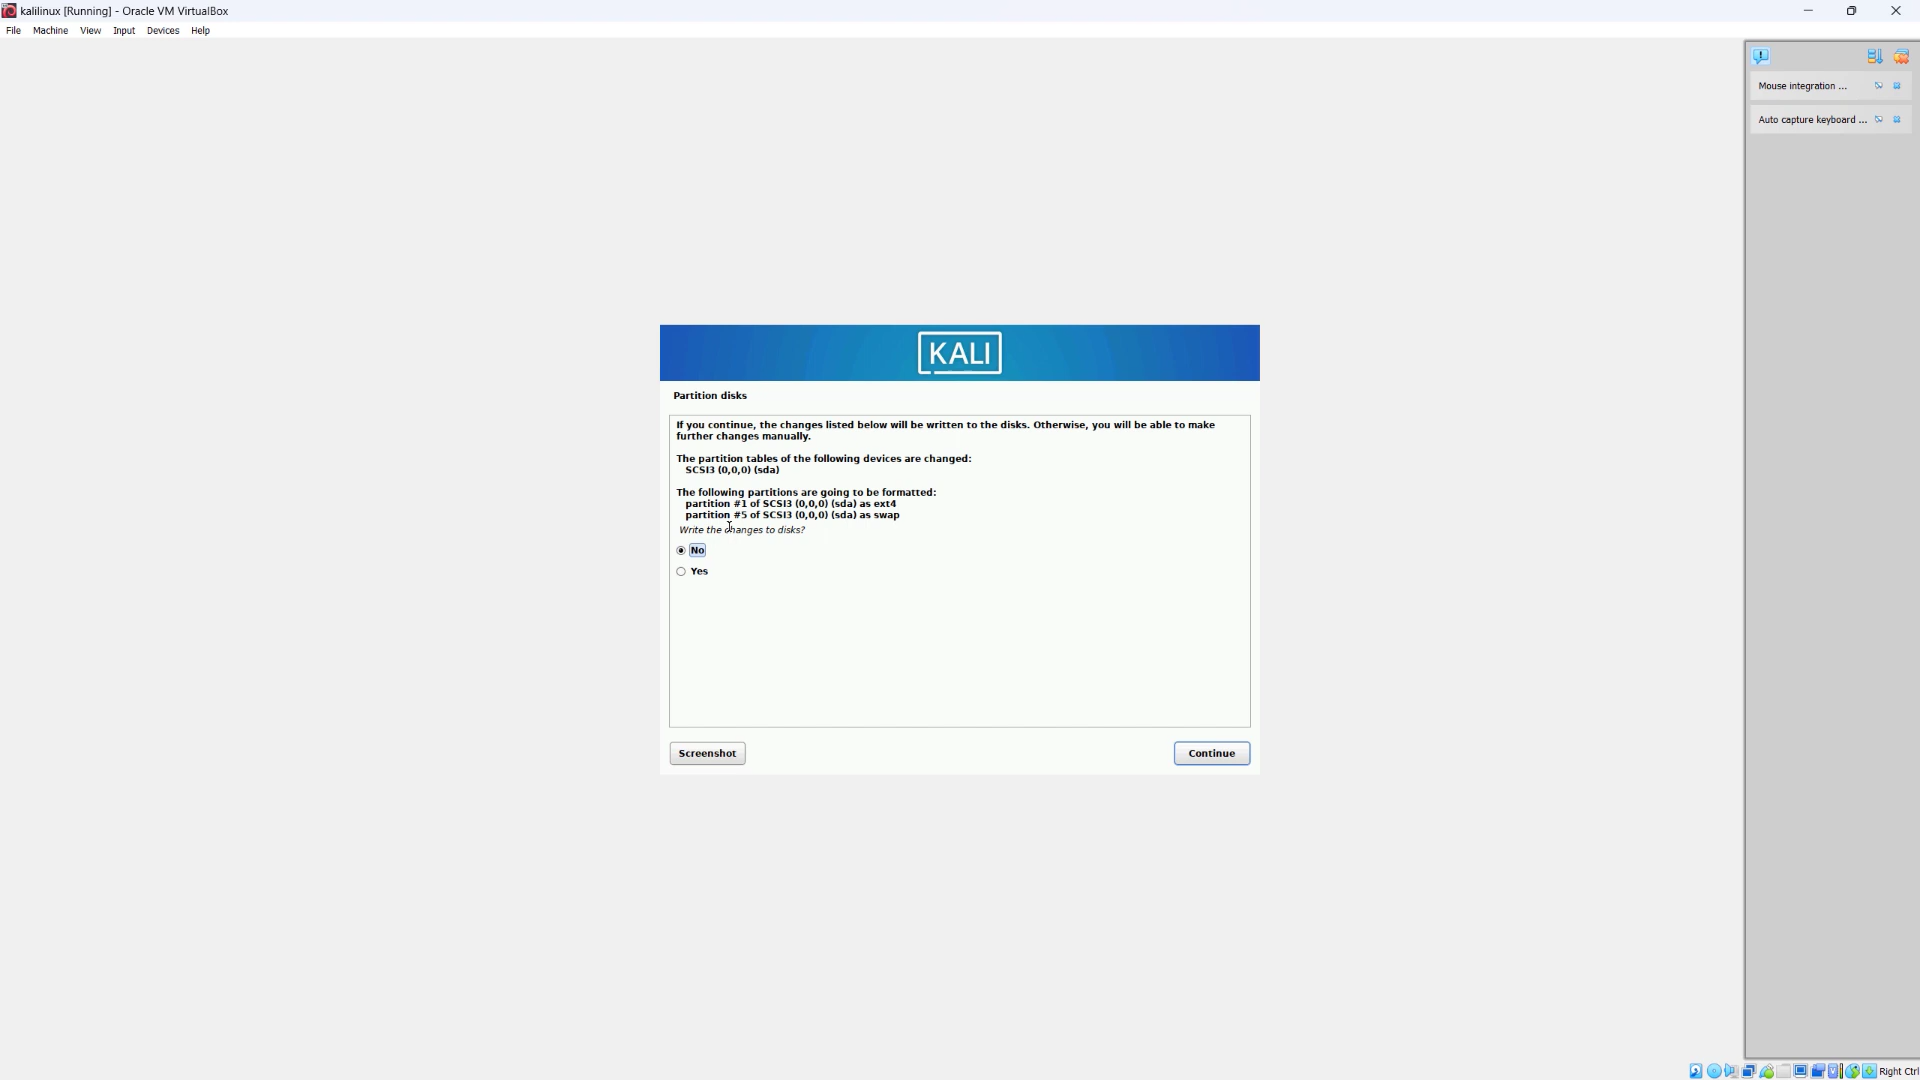 kalilinux [Running] - Oracle VM VirtualBox
File Machine View Input Devices Help
Mouse integration ...
Auto capture keyboard ...
KALI
Partition disks
If you continue, the changes listed below will be written to the disks. Otherwise, you will be able to make
further changes manually.
The partition tables of the following devices are changed:
SCSI3 (0,0,0) (sda)
The following partitions are going to be formatted:
partition #1 of SCSI3 (0,0,0) (sda) as ext4
partition #5 of SCSI3 (0,0,0) (sda) as swap
Write the changes to disks?
No
Yes
Screenshot Continue
Right Ctrl